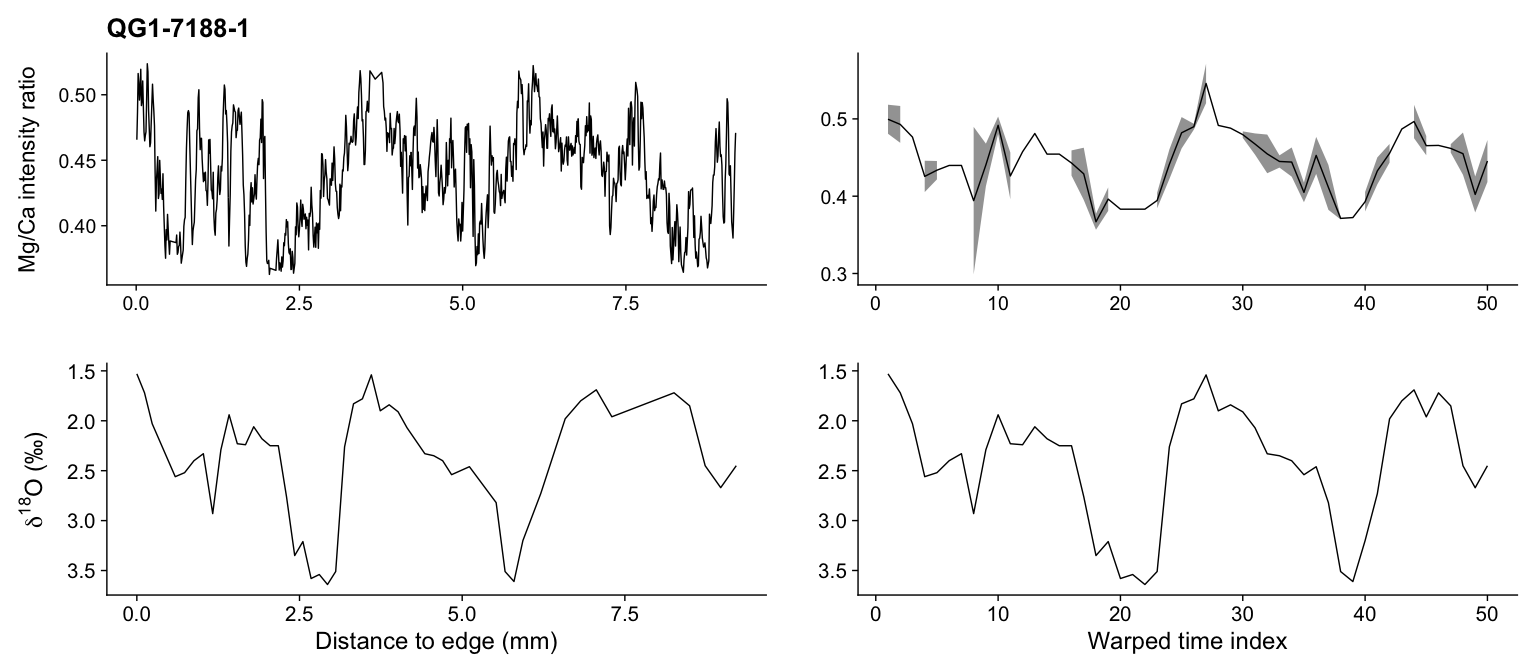 QG1-7188-1
Mg/Ca intensity ratio
0.50
0.45
0.40
0.0 2.5 5.0 7.5
0.5
0.4
0.3
0 10 20 30 40 50
δ¹⁸O (‰)
1.5
2.0
2.5
3.0
3.5
0.0 2.5 5.0 7.5
Distance to edge (mm)
1.5
2.0
2.5
3.0
3.5
0 10 20 30 40 50
Warped time index